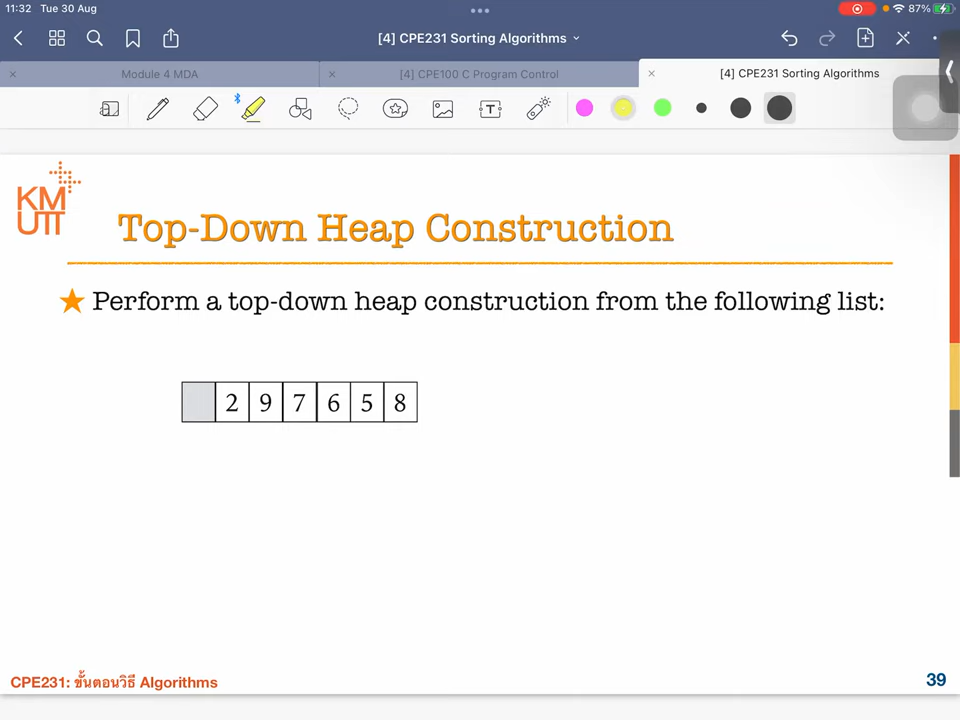 11:32 Tue 30 Aug 87%
[4] CPE231 Sorting Algorithms
Module 4 MDA [4] CPE100 C Program Control [4] CPE231 Sorting Algorithms
T
KM
UTT
Top-Down Heap Construction
Perform a top-down heap construction from the following list:
2 9 7 6 5 8
CPE231: ขั้นตอนวิธี Algorithms 39